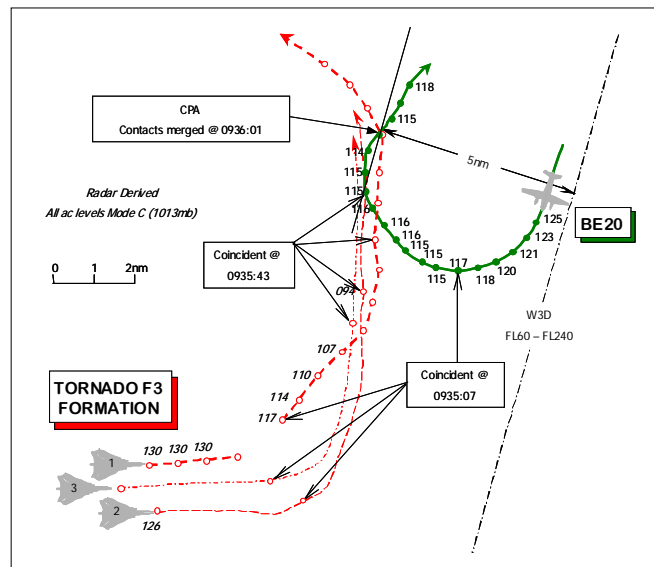 118
CPA
Contacts merged @ 0936:01
115
114
5nm
115
Radar Derived
All ac levels Mode C (1013mb)
115
116
125
BE20
116
123
116
Coincident @
0935:43
115
121
0 1 2nm
115
117
120
115
118
094
W3D
FL60 – FL240
107
TORNADO F3
FORMATION
110
Coincident @
0935:07
114
117
130 130 130
1
3
2
126